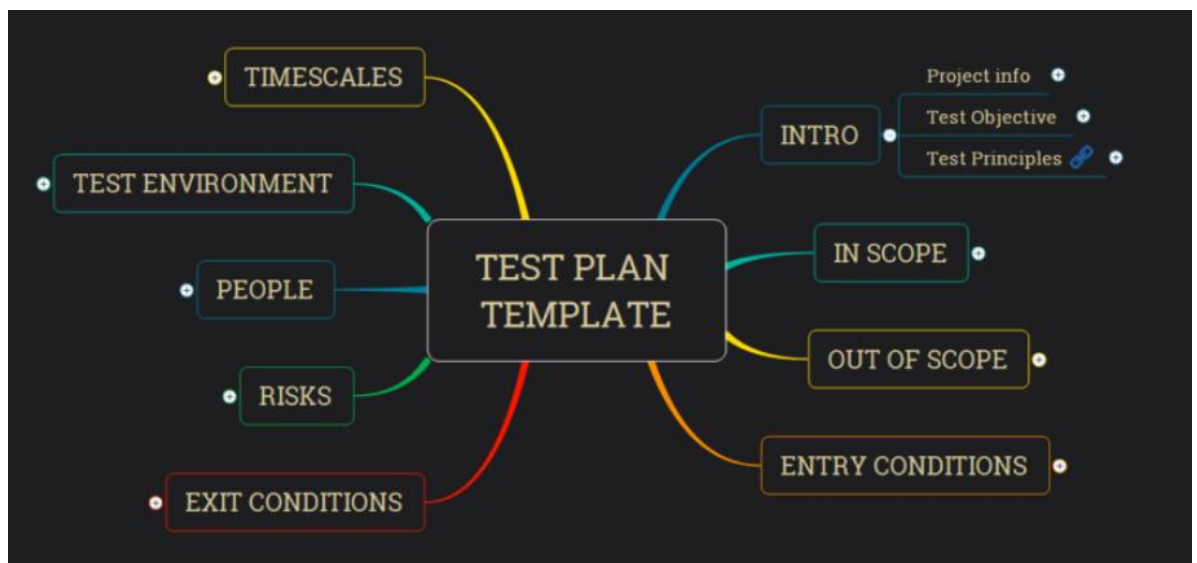 TEST PLAN
TEMPLATE
INTRO
Project info
Test Objective
Test Principles
IN SCOPE
OUT OF SCOPE
ENTRY CONDITIONS
TIMESCALES
TEST ENVIRONMENT
PEOPLE
RISKS
EXIT CONDITIONS